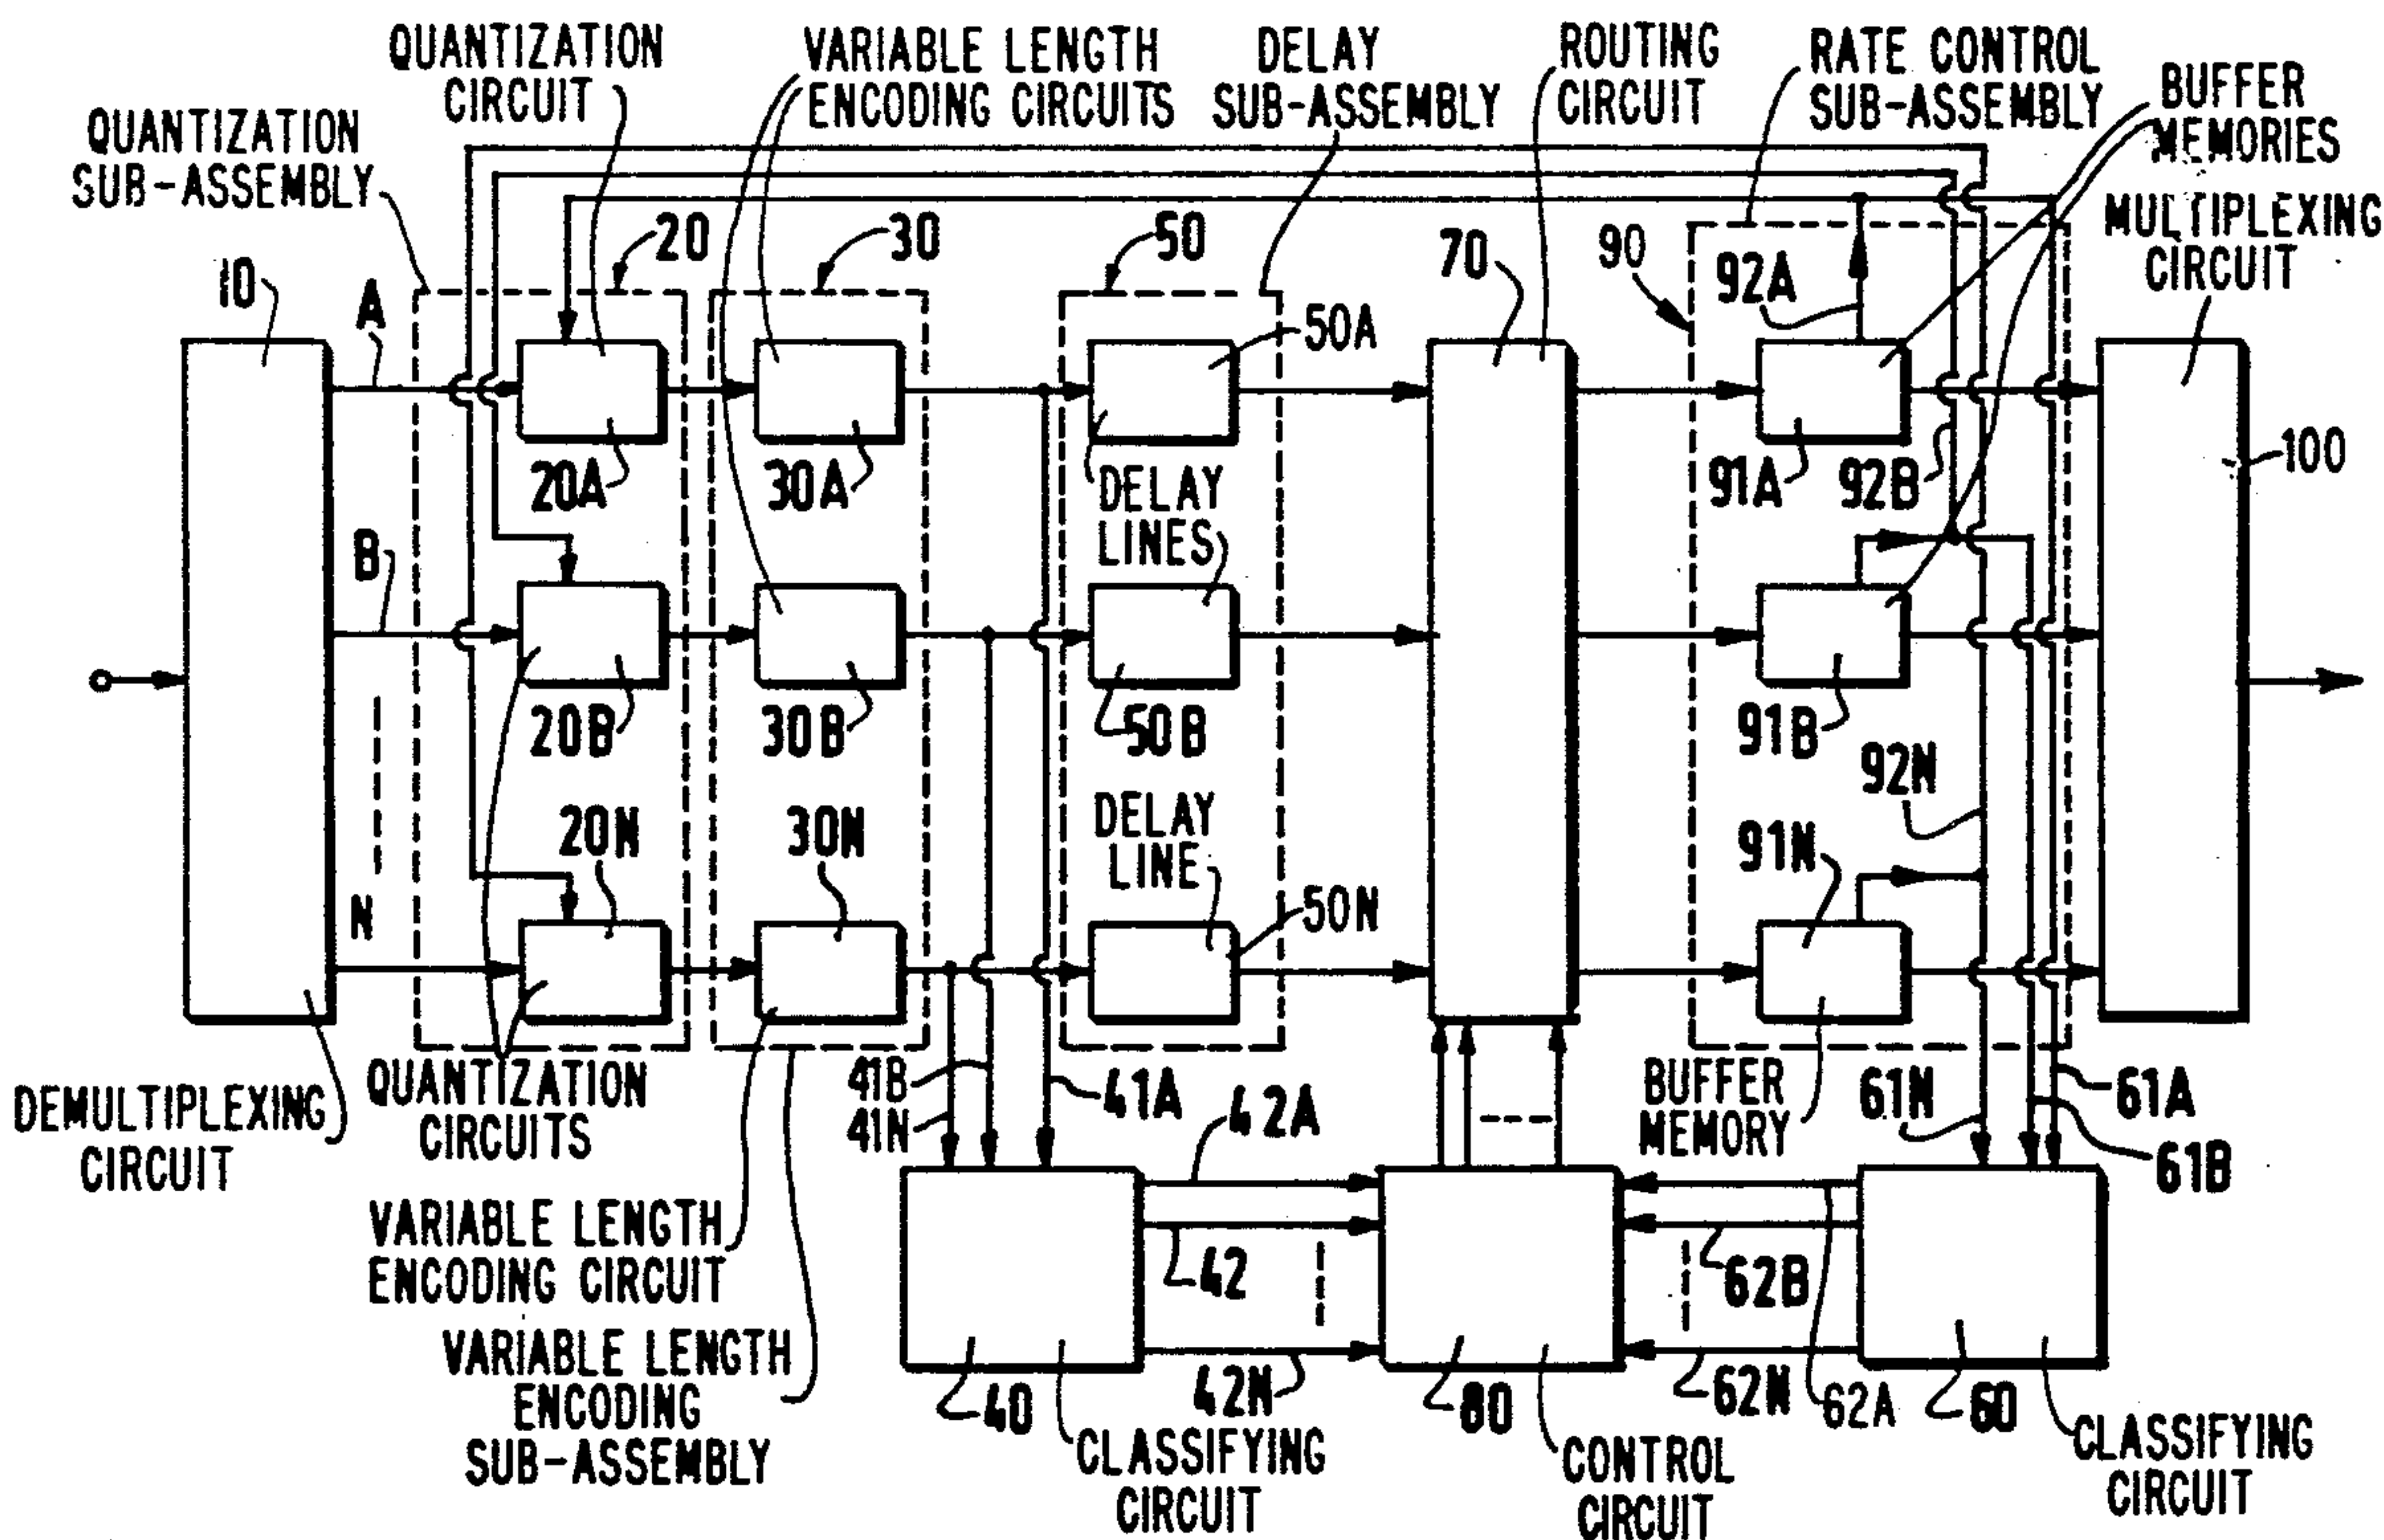 QUANTIZATION
CIRCUIT
VARIABLE LENGTH
ENCODING CIRCUITS
DELAY
SUB-ASSEMBLY
ROUTING
CIRCUIT
RATE CONTROL
SUB-ASSEMBLY
BUFFER
MEMORIES
QUANTIZATION
SUB-ASSEMBLY
MULTIPLEXING
CIRCUIT
10
A
20
30
50
70
90
92A
50A
20A
30A
DELAY
LINES
91A
92B
100
B
20B
30B
50B
91B
92N
20N
30N
DELAY
LINE
91N
N
50N
DEMULTIPLEXING
CIRCUIT
QUANTIZATION
CIRCUITS
41B
41N
41A
42A
BUFFER
MEMORY
61N
61A
61B
VARIABLE LENGTH
ENCODING CIRCUIT
42
62B
VARIABLE LENGTH
ENCODING
SUB-ASSEMBLY
40
42N
80
62N
62A
60
CLASSIFYING
CIRCUIT
CONTROL
CIRCUIT
CLASSIFYING
CIRCUIT